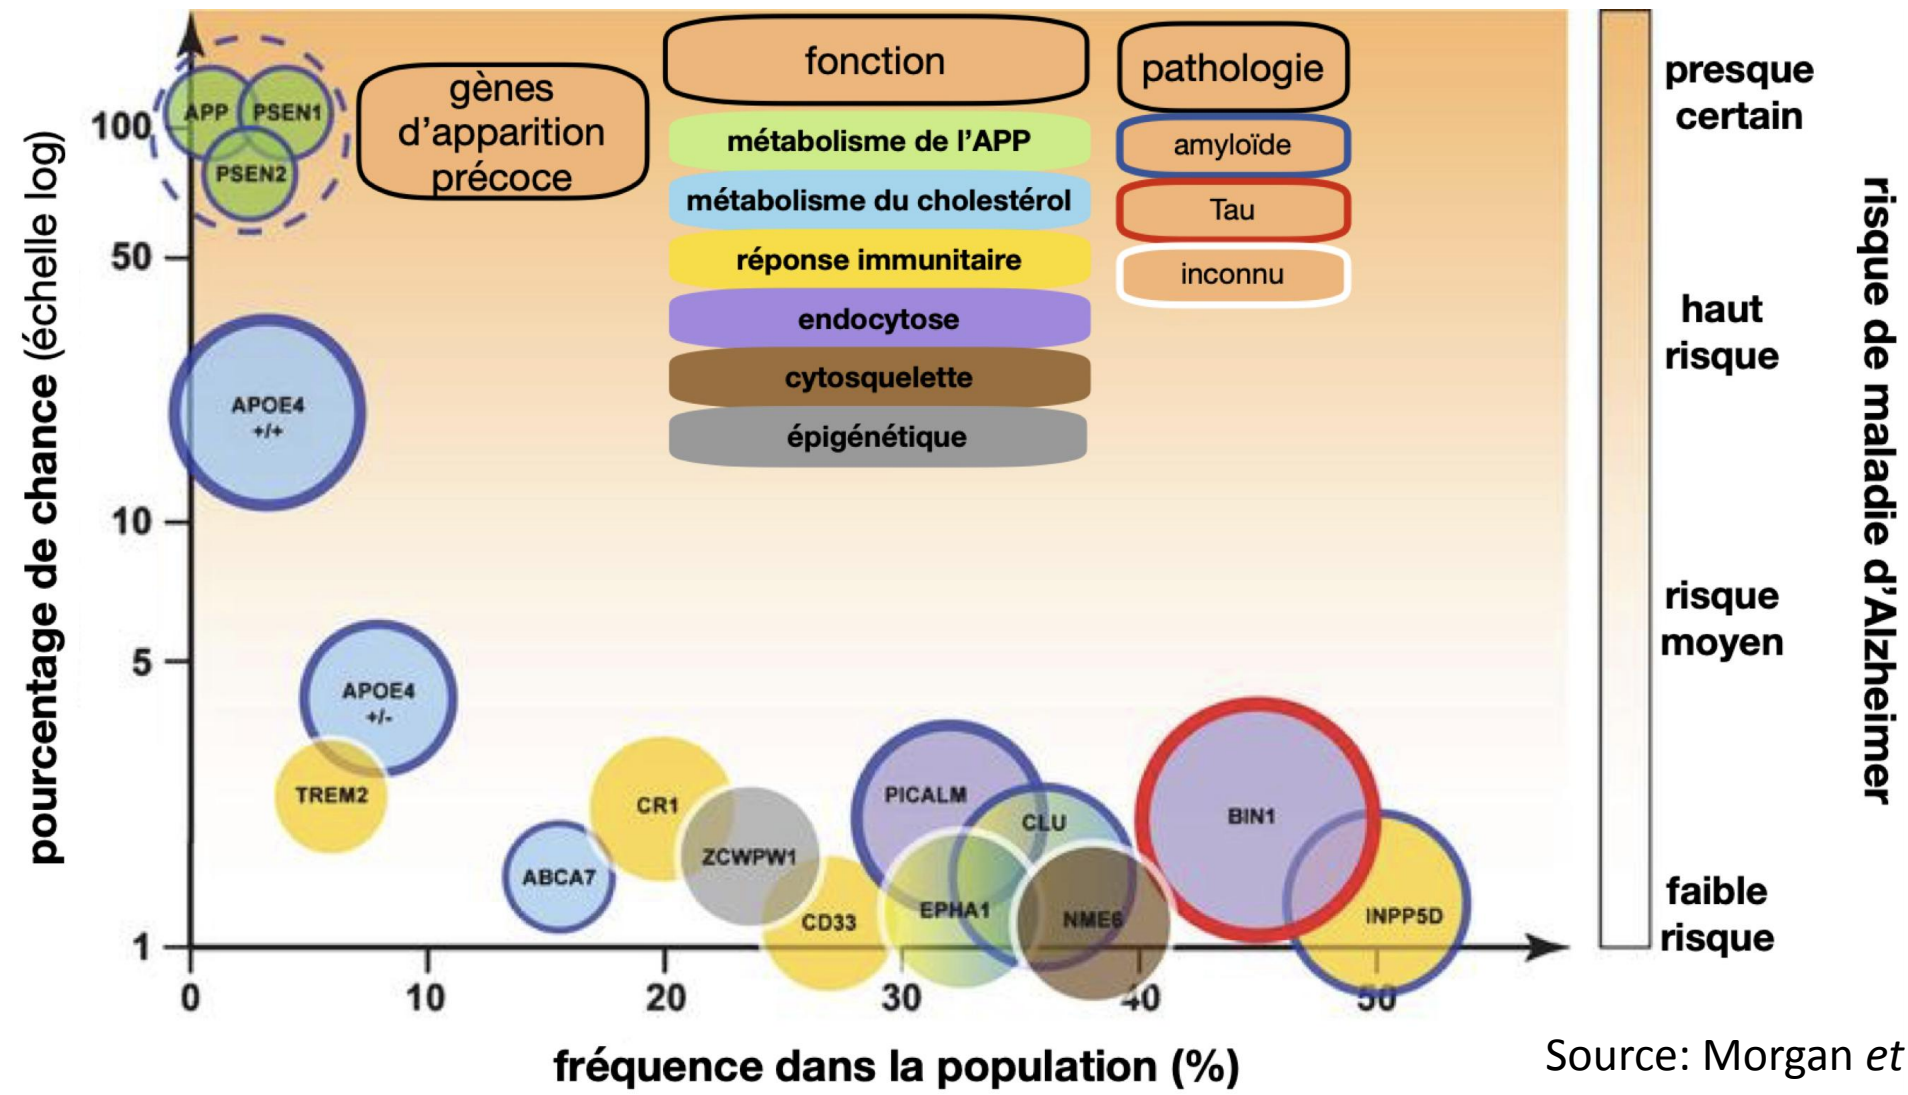 pourcentage de chance (échelle log)
100
50
10
5
1
APP
PSEN1
PSEN2
gènes
d’apparition
précoce
fonction
métabolisme de l’APP
métabolisme du cholestérol
réponse immunitaire
endocytose
cytosquelette
épigénétique
pathologie
amyloïde
Tau
inconnu
APOE4
+/+
APOE4
+/-
TREM2
ABCA7
CR1
ZCWPW1
CD33
PICALM
CLU
EPHA1
NME6
BIN1
INPP5D
0
10
20
30
40
50
fréquence dans la population (%)
presque
certain
haut
risque
risque
moyen
faible
risque
risque de maladie d’Alzheimer
Source: Morgan et